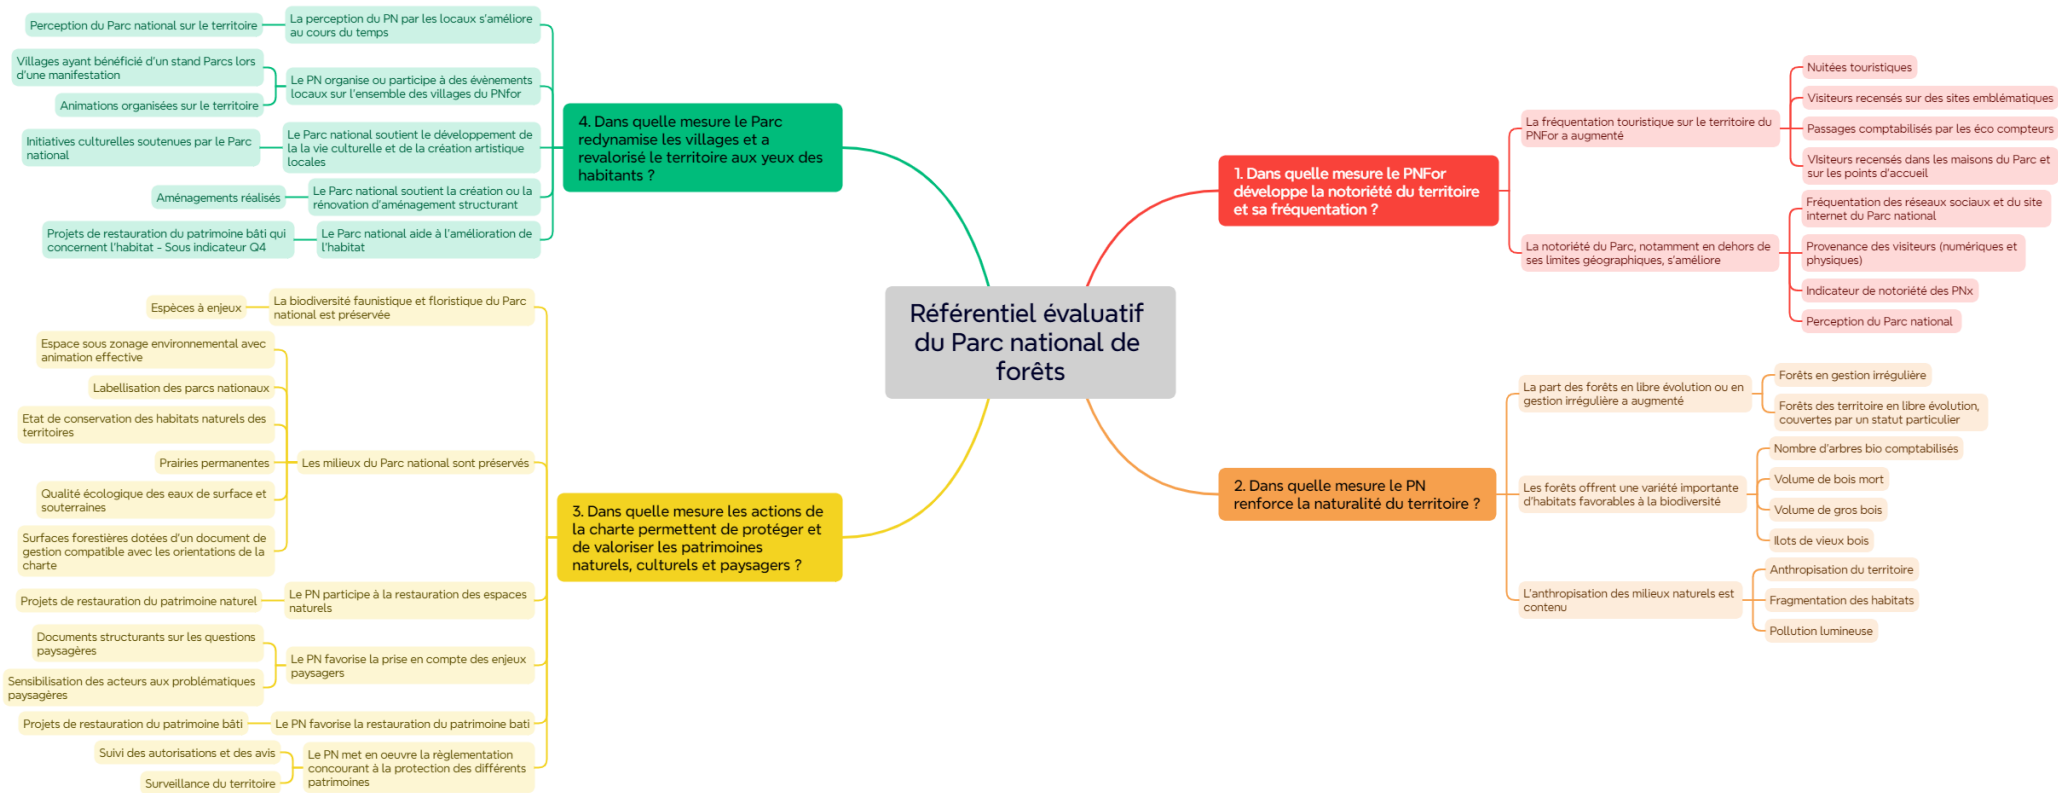 Référentiel évaluatif
du Parc national de
forêts
1. Dans quelle mesure le PNFor
développe la notoriété du territoire
et sa fréquentation ?
La fréquentation touristique sur le territoire du
PNFor a augmenté
Nuitées touristiques
Visiteurs recensés sur des sites emblématiques
Passages comptabilisés par les éco compteurs
Visiteurs recensés dans les maisons du Parc et
sur les points d'accueil
La notoriété du Parc, notamment en dehors de
ses limites géographiques, s'améliore
Fréquentation des réseaux sociaux et du site
internet du Parc national
Provenance des visiteurs (numériques et
physiques)
Indicateur de notoriété des PNx
Perception du Parc national
2. Dans quelle mesure le PN
renforce la naturalité du territoire ?
La part des forêts en libre évolution ou en
gestion irrégulière a augmenté
Forêts en gestion irrégulière
Forêts des territoire en libre évolution,
couvertes par un statut particulier
Les forêts offrent une variété importante
d'habitats favorables à la biodiversité
Nombre d'arbres bio comptabilisés
Volume de bois mort
Volume de gros bois
Ilots de vieux bois
L'anthropisation des milieux naturels est
contenu
Anthropisation du territoire
Fragmentation des habitats
Pollution lumineuse
3. Dans quelle mesure les actions de
la charte permettent de protéger et
de valoriser les patrimoines
naturels, culturels et paysagers ?
La biodiversité faunistique et floristique du Parc
national est préservée
Espèces à enjeux
Les milieux du Parc national sont préservés
Espace sous zonage environnemental avec
animation effective
Labellisation des parcs nationaux
Etat de conservation des habitats naturels des
territoires
Prairies permanentes
Qualité écologique des eaux de surface et
souterraines
Surfaces forestières dotées d'un document de
gestion compatible avec les orientations de la
charte
Le PN participe à la restauration des espaces
naturels
Projets de restauration du patrimoine naturel
Le PN favorise la prise en compte des enjeux
paysagers
Documents structurants sur les questions
paysagères
Sensibilisation des acteurs aux problématiques
paysagères
Le PN favorise la restauration du patrimoine bati
Projets de restauration du patrimoine bâti
Le PN met en oeuvre la règlementation
concourant à la protection des différents
patrimoines
Suivi des autorisations et des avis
Surveillance du territoire
4. Dans quelle mesure le Parc
redynamise les villages et a
revalorisé le territoire aux yeux des
habitants ?
La perception du PN par les locaux s'améliore
au cours du temps
Perception du Parc national sur le territoire
Le PN organise ou participe à des évènements
locaux sur l'ensemble des villages du PNfor
Villages ayant bénéficié d'un stand Parcs lors
d'une manifestation
Animations organisées sur le territoire
Le Parc national soutient le développement de
la la vie culturelle et de la création artistique
locales
Initiatives culturelles soutenues par le Parc
national
Le Parc national soutient la création ou la
rénovation d'aménagement structurant
Aménagements réalisés
Le Parc national aide à l'amélioration de
l'habitat
Projets de restauration du patrimoine bâti qui
concernent l'habitat - Sous indicateur Q4